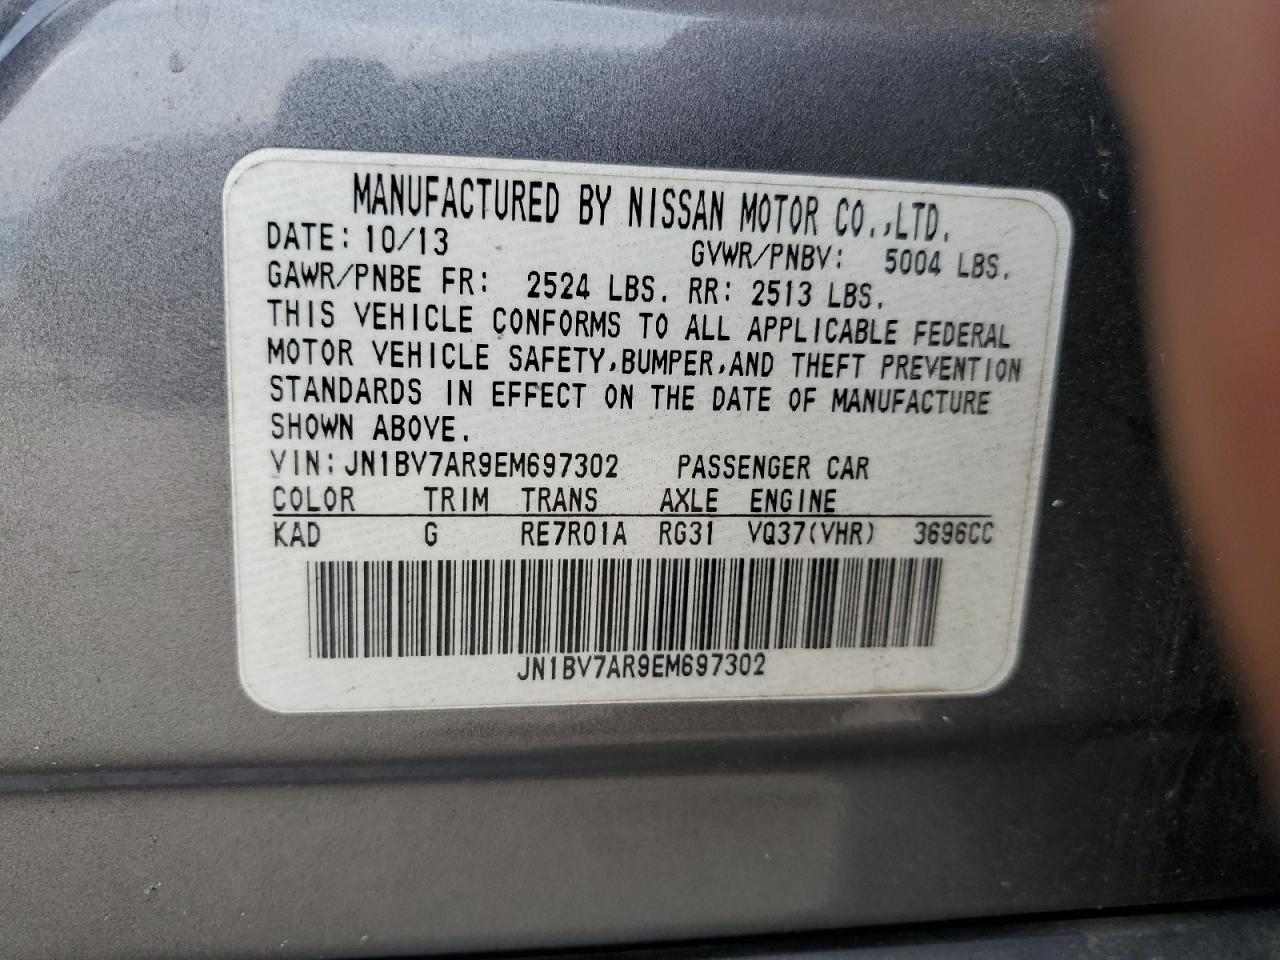 MANUFACTURED BY NISSAN MOTOR CO.,LTD.
DATE: 10/13 GVWR/PNBV: 5004 LBS.
GAWR/PNBE FR: 2524 LBS. RR: 2513 LBS.
THIS VEHICLE CONFORMS TO ALL APPLICABLE FEDERAL
MOTOR VEHICLE SAFETY,BUMPER,AND THEFT PREVENTION
STANDARDS IN EFFECT ON THE DATE OF MANUFACTURE
SHOWN ABOVE.
VIN:JN1BV7AR9EM697302 PASSENGER CAR
COLOR TRIM TRANS AXLE ENGINE
KAD G RE7R01A RG31 VQ37(VHR) 3696CC
JN1BV7AR9EM697302